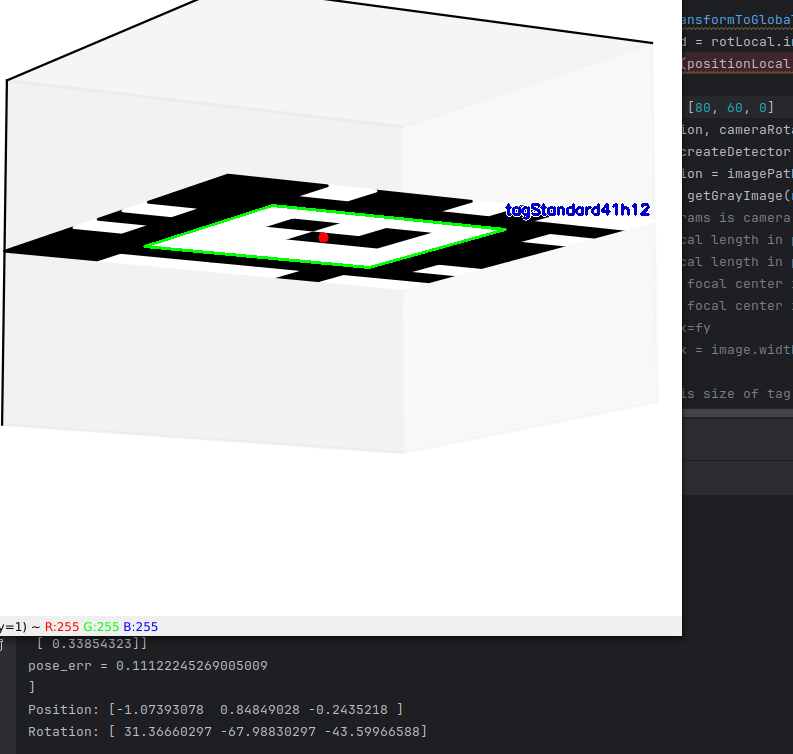 ansformToGlobal
d = rotLocal.in
(positionLocal
[80, 60, 0]
ion, cameraRota
createDetector
ion = imagePath
getGrayImage(
tagStandard41h12
rams is camera
cal length in p
cal length in p
focal center i
focal center i
x=fy
x = image.width
is size of tag
y=1) ~ R:255 G:255 B:255
[ 0.33854323]]
pose_err = 0.11122245269005009
]
Position: [-1.07393078 0.84849028 -0.2435218 ]
Rotation: [ 31.36660297 -67.98830297 -43.59966588]